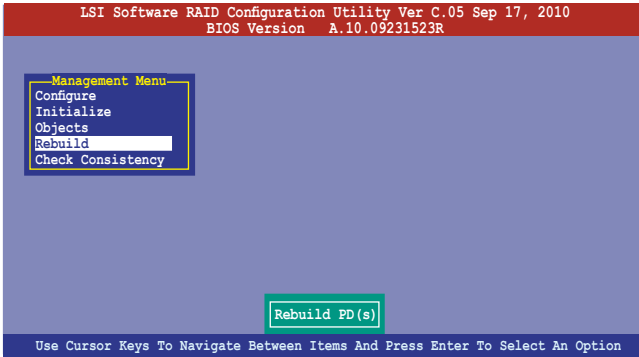 LSI Software RAID Configuration Utility Ver C.05 Sep 17, 2010
BIOS Version A.10.09231523R
Management Menu
Configure
Initialize
Objects
Rebuild
Check Consistency
Rebuild PD(s)
Use Cursor Keys To Navigate Between Items And Press Enter To Select An Option